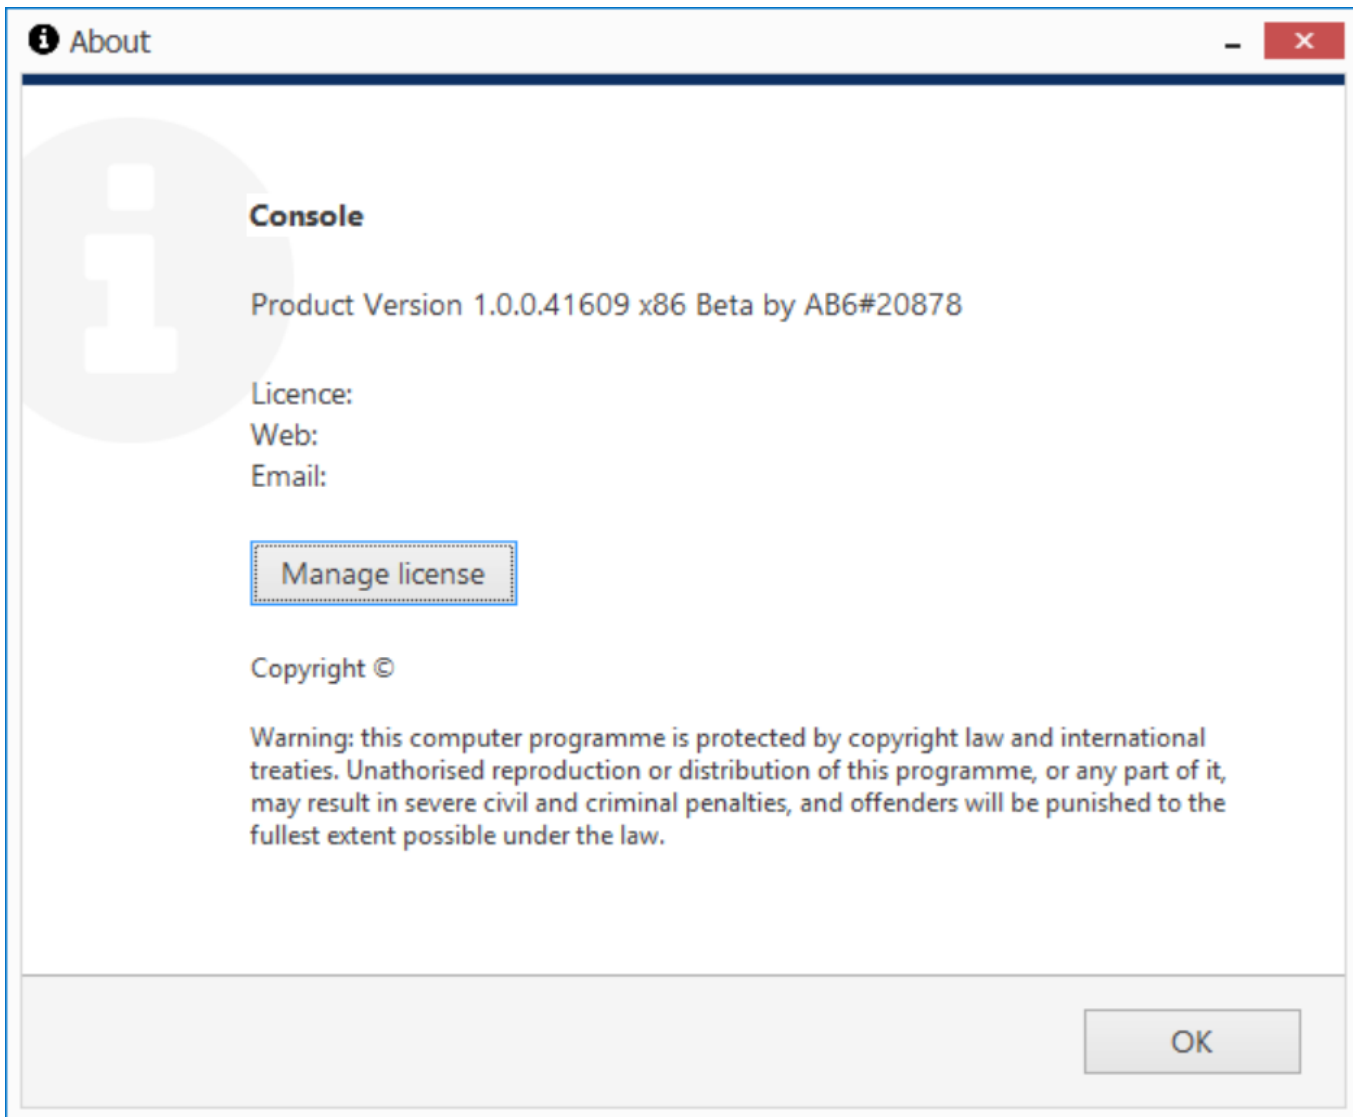 About
Console
Product Version 1.0.0.41609 x86 Beta by AB6#20878
Licence:
Web:
Email:
Manage license
Copyright ©
Warning: this computer programme is protected by copyright law and international
treaties. Unathorised reproduction or distribution of this programme, or any part of it,
may result in severe civil and criminal penalties, and offenders will be punished to the
fullest extent possible under the law.
OK